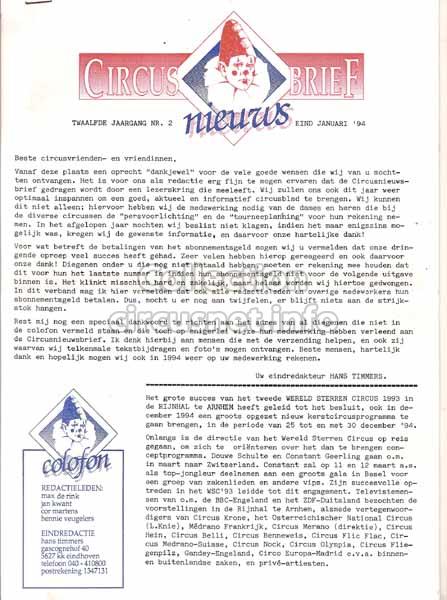 CIRCUS BRIEF
nieuws
TWAALFDE JAARGANG NR. 2
EIND JANUARI '94
Beste circusvrienden- en vriendinnen,
Vanaf deze plaats een oprecht "dankjewel" voor de vele goede wensen die wij van u mocht-
ten ontvangen. Het is voor ons als redactie erg fijn te mogen ervaren dat de Circusnieuws-
brief gedragen wordt door een lezerskring die meeleeft. Wij zullen ons ook dit jaar weer
optimaal inspannen om een goed, aktueel en informatief circusblad te brengen. Wij kunnen
dit niet alleen: hiervoor hebben wij de medewerking nodig van de dames en heren die bij
de diverse circussen de "persvoorlichting" en de "tourneeplanning" voor hun rekening ne-
men. In het afgelopen jaar mochten wij beslist niet klagen, indien het maar enigszins mo-
gelijk was, kregen wij de gewenste informatie, en daarvoor onze hartelijke dank!
Voor wat betreft de betalingen van het abonnementsgeld mogen wij u vermelden dat onze drin-
gende oproep veel succes heeft gehad. Zeer velen hebben hierop gereageerd en ook daarvoor
onze dank! Diegenen onder u die nog niet betaald hebben, moeten er rekening mee houden dat
dit voor hun het laatste nummer voor de volgende uitgave
binnen is. Het klinkt misschien wij hiertoe gedwongen.
In dit verband mag ik hier vermelden dat ook alle redactieleden en overige medewerkers hun
abonnementsgeld betalen. Dus, mocht u er nog aan twijfelen, er blijft niets aan de strijk-
stok hangen.
Rest mij nog een speciaal dankwoord te richten aan het adres van al diegenen die niet in
de colofon vermeld staan, die toch op enigerlei wijze hun medewerking hebben verleend aan
de Circusnieuwsbrief. Ik denk hierbij aan mensen die met de verzending helpen, en ook zij
waarvan wij telkenmale tekstbijdragen en foto's mogen ontvangen. Beste mensen, hartelijk
dank en hopelijk mogen wij ook in 1994 weer op uw medewerking rekenen.
Uw eindredakteur HANS TIMMERS.
collection
circusnet.info
colofon
REDACTIELEDEN:
max de rink
jan kwant
cor martens
hennie veugelers
EINDREDACTIE
hans timmers
gascognehof 40
5627 kk eindhoven
telefoon 040 - 410800
postrekening 1347131
Het grote succes van het tweede WERELD STERREN CIRCUS 1993 in
de RIJNHAL te ARNHEM heeft geleid tot het besluit, ook in de-
cember 1994 een groots opgezet nieuw kerstcircusprogramma te
gaan brengen, in de periode van 25 tot en met 30 december '94.
Onlangs is de directie van het Wereld Sterren Circus op reis
gegaan, om zich te oriënteren over het dan te brengen con-
ceptprogramma. Douwe Schulte en Constant Geerling gaan o.m.
in maart naar Zwitserland. Constant zal op 11 en 12 maart a.s.
als top-jongleur deelnemen aan een groots gala in Basel voor
een groep van zakenlieden en andere vips. Zijn succesvolle op-
treden in het WSC'93 leidde tot dit engagement. Televisiemen-
sen van o.m. de BBC-Engeland en het ZDF-Duitsland bezochten de
voorstellingen in de Rijnhal te Arnhem, alsmede vertegenwoor-
digers van Circus Krone, het Österreichischer National Circus
(L.Knie), Mèdrano Frankrijk, Circus Merano (direktie), Circus
Hein, Circus Belli, Circus Benneweis, Circus Flic Flac, Cir-
cus Medrano-Suisse, Circus Nock, Circus Olympia, Circus Flie-
genpilz, Gandey-Engeland, Circo Europa-Madrid e.v.a. binnen-
en buitenlandse zaken, en privé-artiesten.